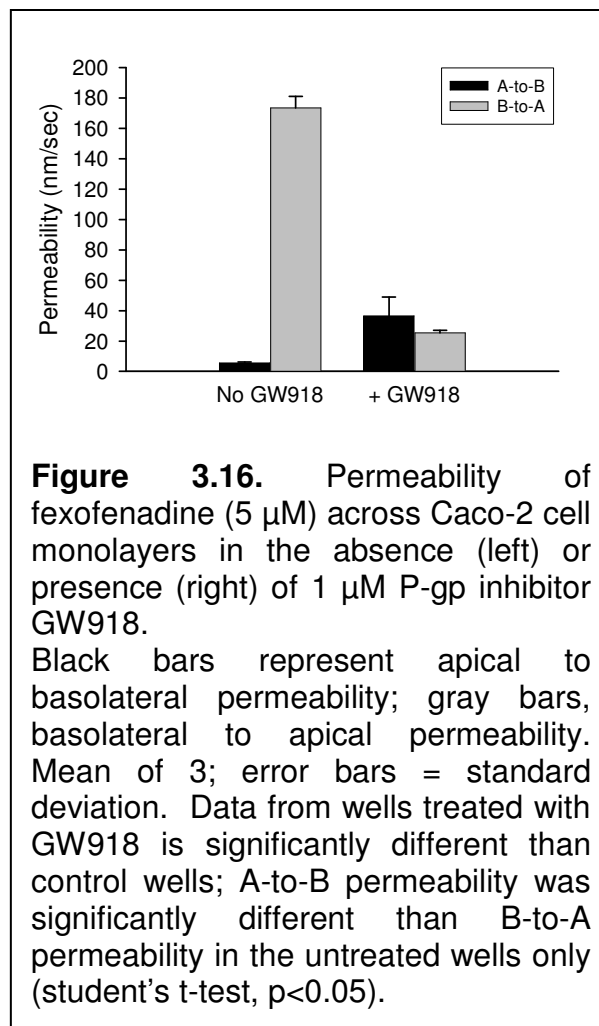 200
180
160
140
120
100
80
60
40
20
0
Permeability (nm/sec)
A-to-B
B-to-A
No GW918 + GW918
Figure 3.16. Permeability of
fexofenadine (5 µM) across Caco-2 cell
monolayers in the absence (left) or
presence (right) of 1 µM P-gp inhibitor
GW918.
Black bars represent apical to
basolateral permeability; gray bars,
basolateral to apical permeability.
Mean of 3; error bars = standard
deviation. Data from wells treated with
GW918 is significantly different than
control wells; A-to-B permeability was
significantly different than B-to-A
permeability in the untreated wells only
(student's t-test, p<0.05).